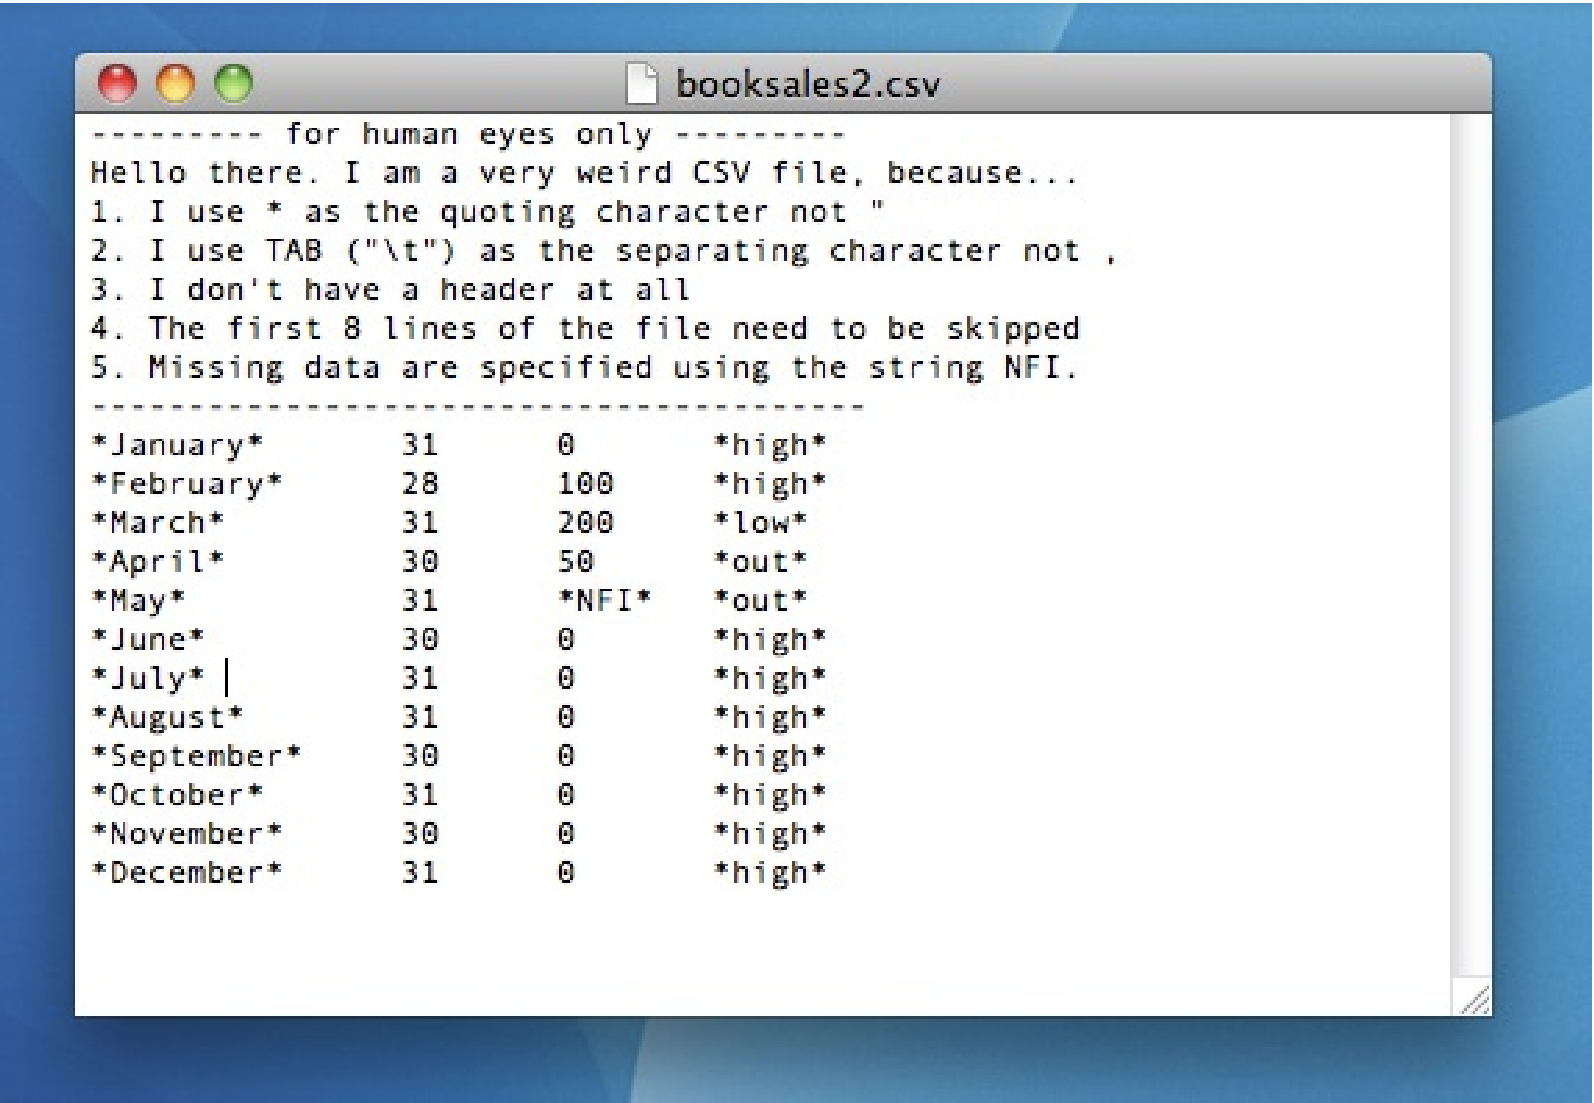 booksales2.csv
--------- for human eyes only ---------
Hello there. I am a very weird CSV file, because...
1. I use * as the quoting character not "
2. I use TAB ("\t") as the separating character not ,
3. I don't have a header at all
4. The first 8 lines of the file need to be skipped
5. Missing data are specified using the string NFI.
----------------------------------------
*January* 31 0 *high*
*February* 28 100 *high*
*March* 31 200 *low*
*April* 30 50 *out*
*May* 31 *NFI* *out*
*June* 30 0 *high*
*July* 31 0 *high*
*August* 31 0 *high*
*September* 30 0 *high*
*October* 31 0 *high*
*November* 30 0 *high*
*December* 31 0 *high*